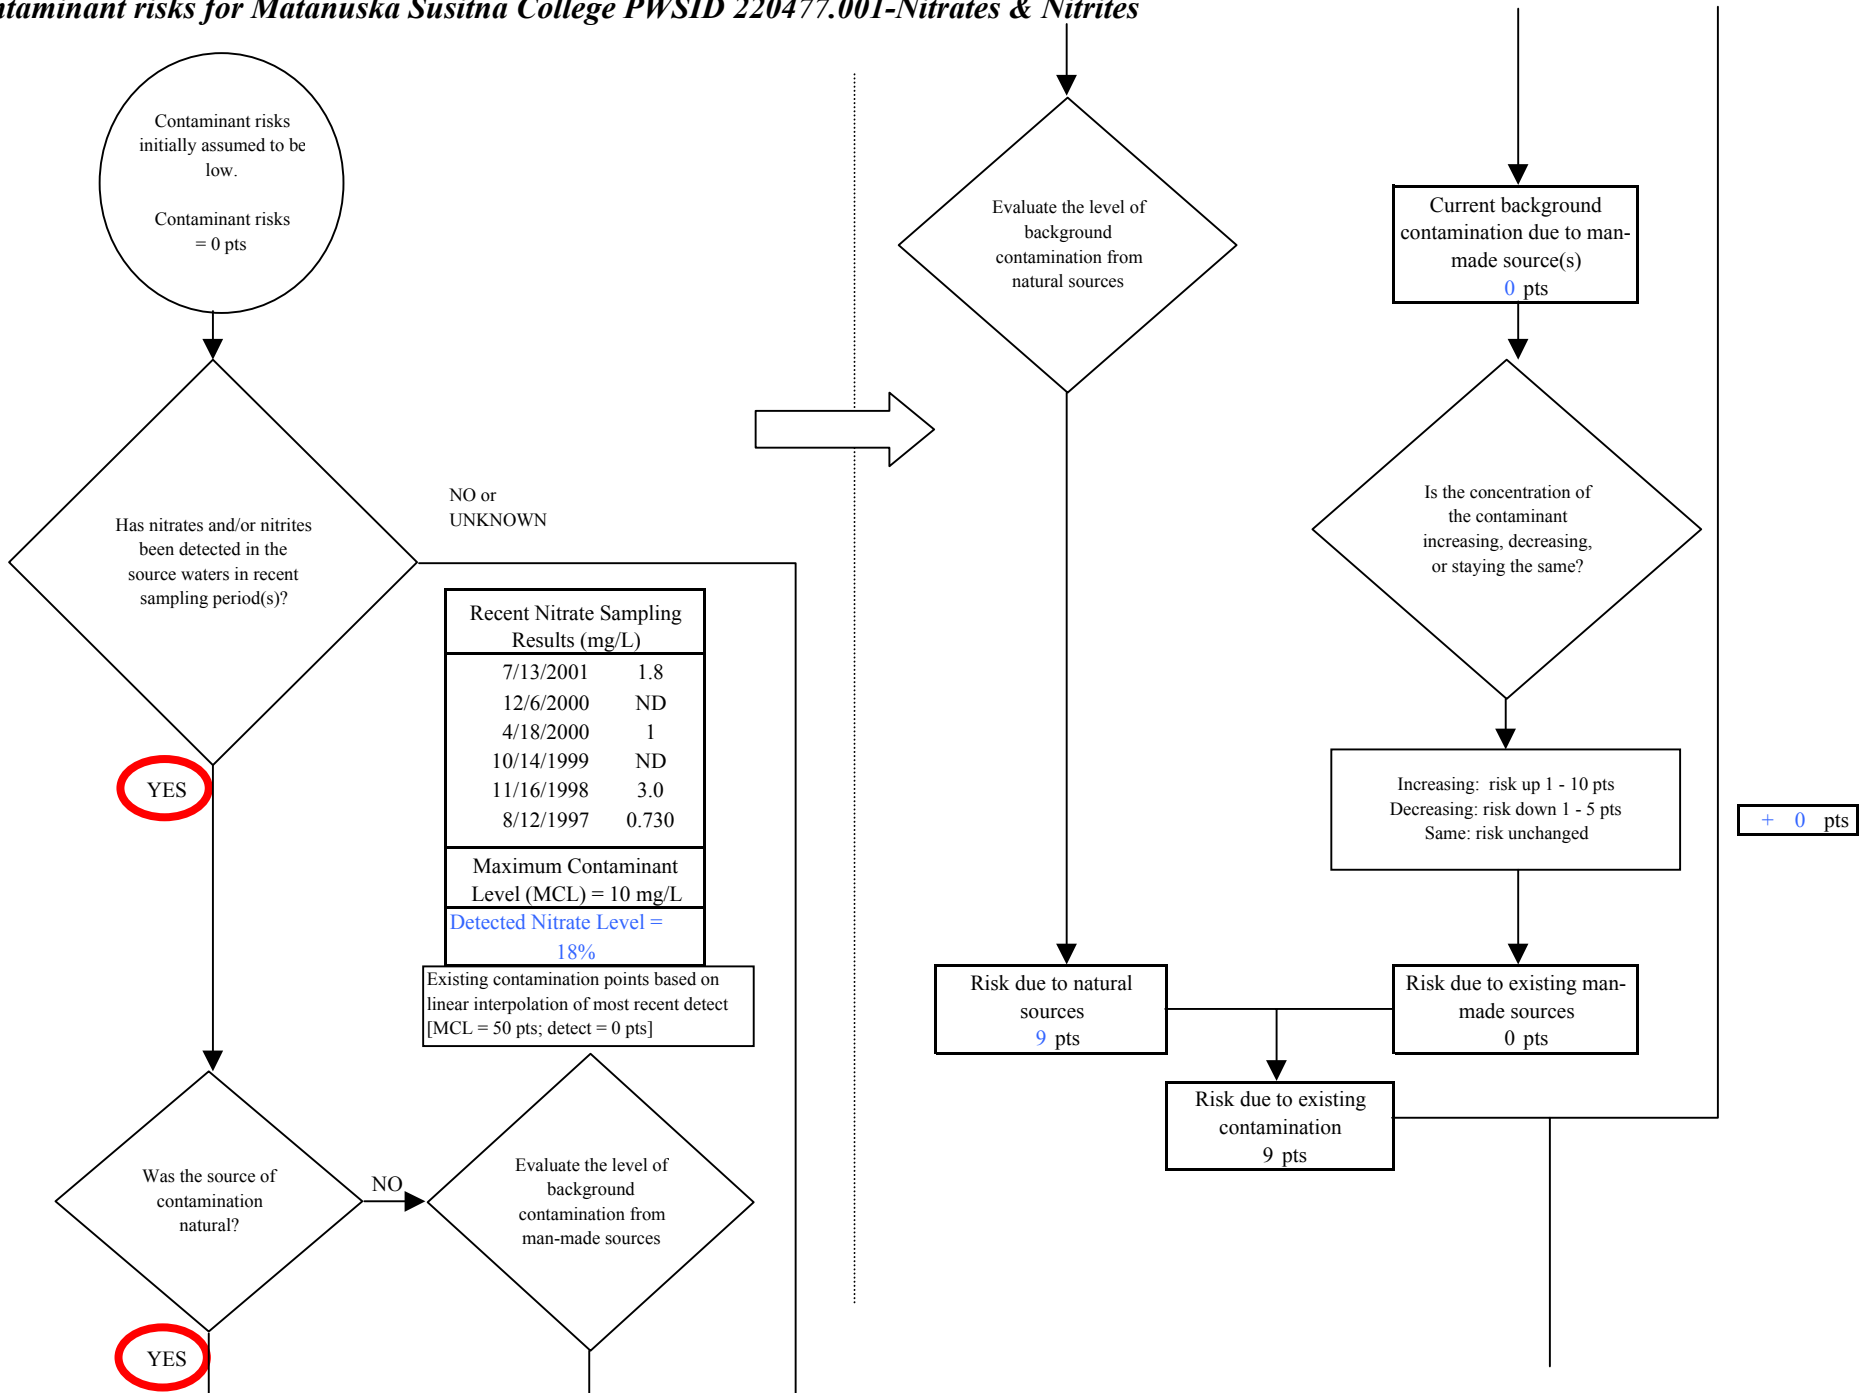 ntaminant risks for Matanuska Susitna College PWSID 220477.001-Nitrates & Nitrites
Contaminant risks
initially assumed to be
low.
Contaminant risks
= 0 pts
Has nitrates and/or nitrites
been detected in the
source waters in recent
sampling period(s)?
NO or
UNKNOWN
YES
Recent Nitrate Sampling
Results (mg/L)
7/13/2001 1.8
12/6/2000 ND
4/18/2000 1
10/14/1999 ND
11/16/1998 3.0
8/12/1997 0.730
Maximum Contaminant
Level (MCL) = 10 mg/L
Detected Nitrate Level =
18%
Existing contamination points based on
linear interpolation of most recent detect
[MCL = 50 pts; detect = 0 pts]
Was the source of
contamination
natural?
NO
YES
Evaluate the level of
background
contamination from
man-made sources
Evaluate the level of
background
contamination from
natural sources
Current background
contamination due to man-
made source(s)
0 pts
Is the concentration of
the contaminant
increasing, decreasing,
or staying the same?
Increasing: risk up 1 - 10 pts
Decreasing: risk down 1 - 5 pts
Same: risk unchanged
+ 0 pts
Risk due to natural
sources
9 pts
Risk due to existing man-
made sources
0 pts
Risk due to existing
contamination
9 pts